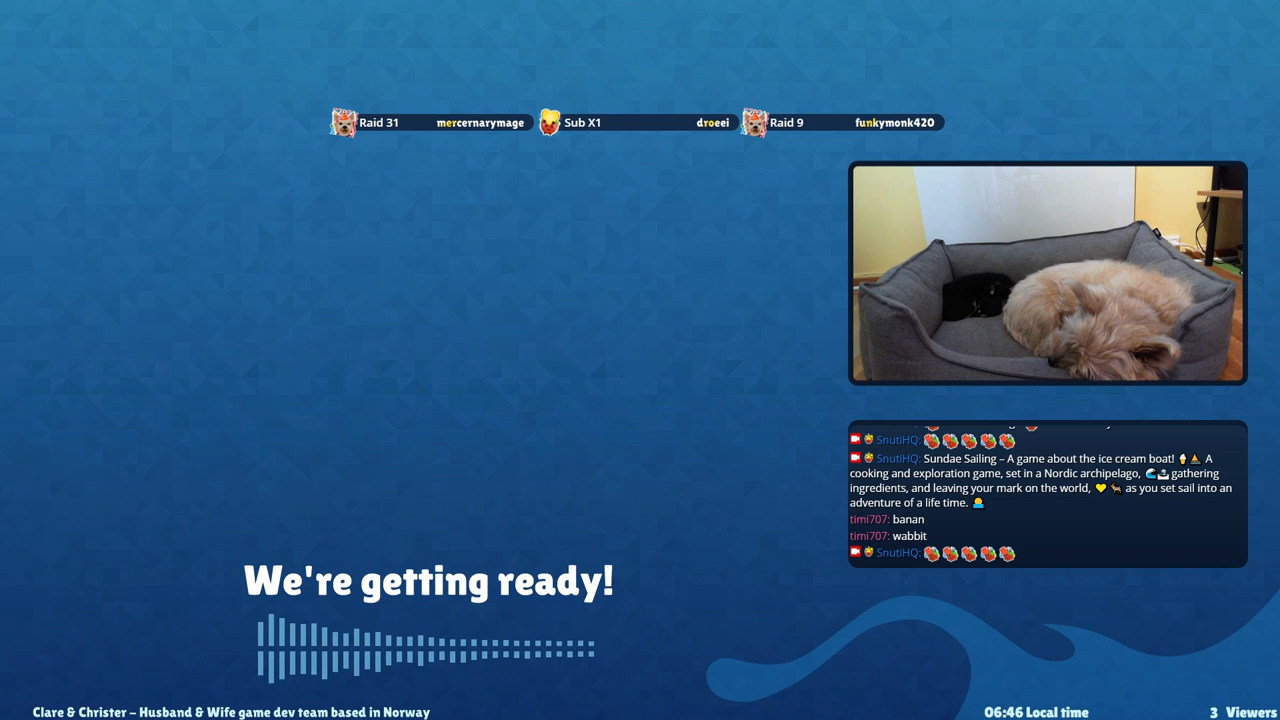 Raid 31 mercernarymage Sub X1 droeei Raid 9 funkymonk420
SnutiHQ:
SnutiHQ: Sundae Sailing – A game about the ice cream boat! 🍦⛵ A
cooking and exploration game, set in a Nordic archipelago, 🌊 gathering
ingredients, and leaving your mark on the world, 💛 🐐 as you set sail into an
adventure of a life time.
timi707: banan
timi707: wabbit
SnutiHQ:
We're getting ready!
Clare & Christer – Husband & Wife game dev team based in Norway
06:46 Local time
3 Viewers